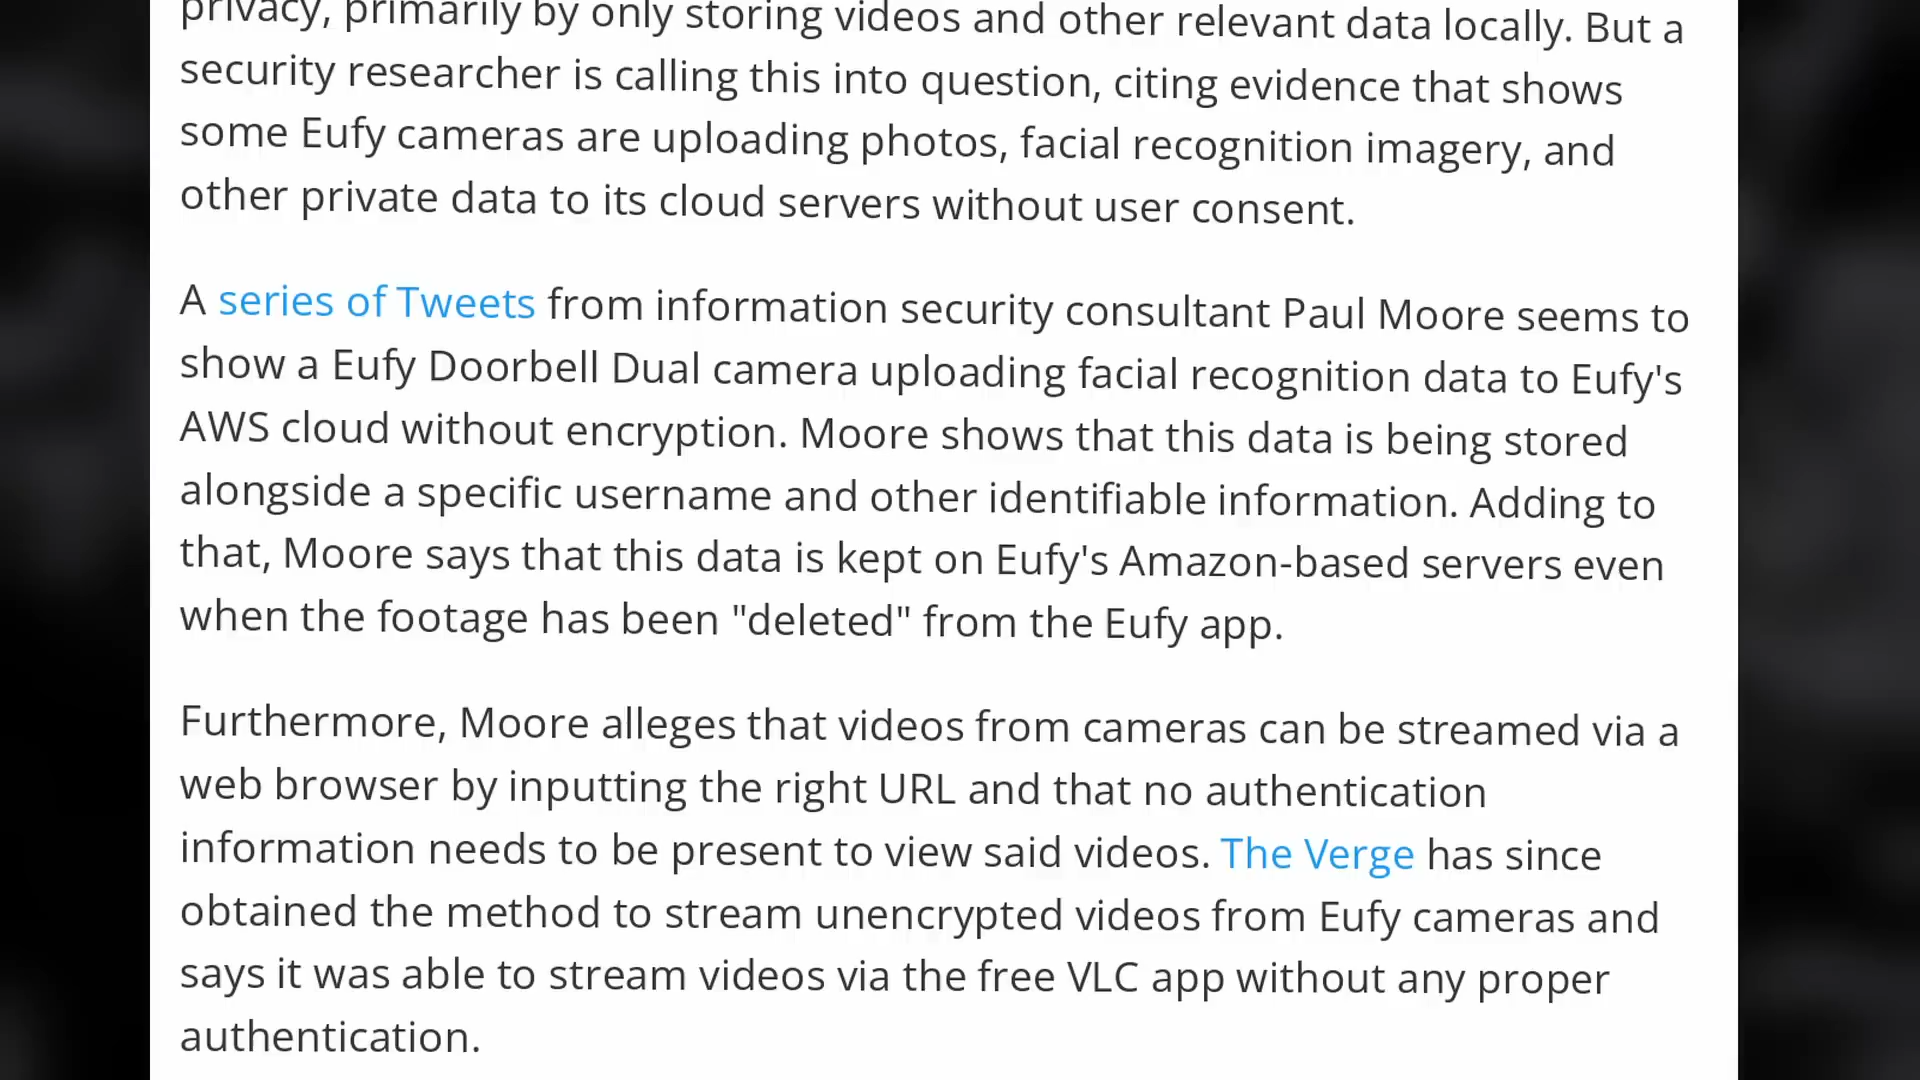 privacy, primarily by only storing videos and other relevant data locally. But a
security researcher is calling this into question, citing evidence that shows
some Eufy cameras are uploading photos, facial recognition imagery, and
other private data to its cloud servers without user consent.
A series of Tweets from information security consultant Paul Moore seems to
show a Eufy Doorbell Dual camera uploading facial recognition data to Eufy's
AWS cloud without encryption. Moore shows that this data is being stored
alongside a specific username and other identifiable information. Adding to
that, Moore says that this data is kept on Eufy's Amazon-based servers even
when the footage has been "deleted" from the Eufy app.
Furthermore, Moore alleges that videos from cameras can be streamed via a
web browser by inputting the right URL and that no authentication
information needs to be present to view said videos. The Verge has since
obtained the method to stream unencrypted videos from Eufy cameras and
says it was able to stream videos via the free VLC app without any proper
authentication.